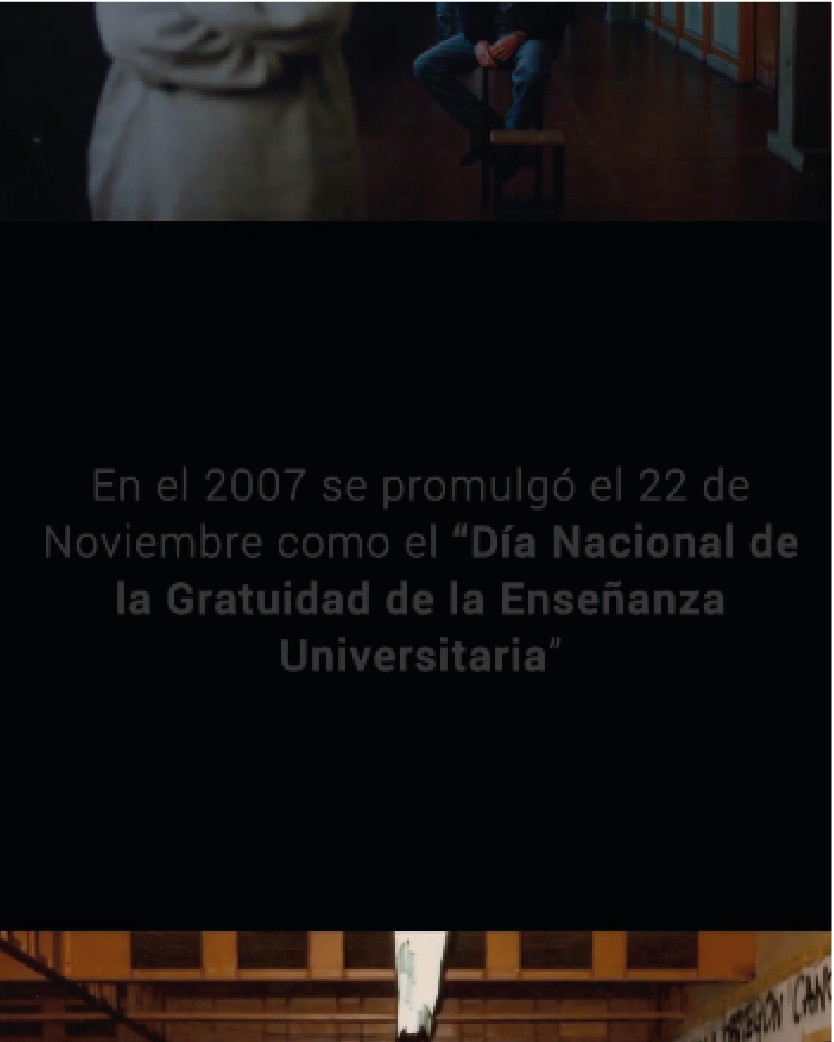 En el 2007 se promulgó el 22 de
Noviembre como el “Día Nacional de
la Gratuidad de la Enseñanza
Universitaria”